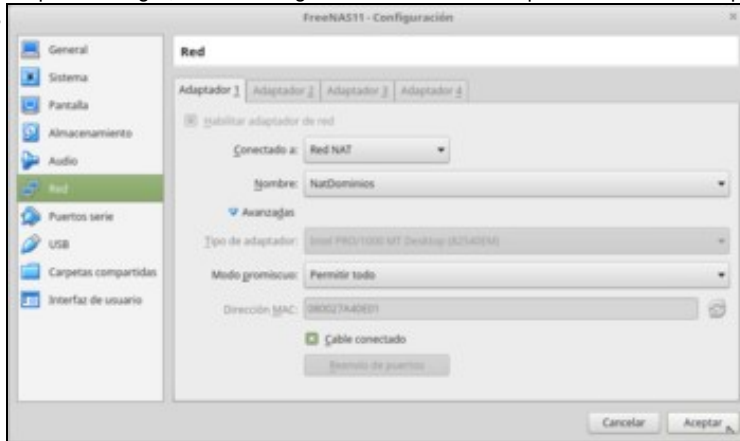 FreeNAS11 - Configuración
General
Sistema
Pantalla
Almacenamiento
Audio
Red
Puertos serie
USB
Carpetas compartidas
Interfaz de usuario
Red
Adaptador 1 Adaptador 2 Adaptador 3 Adaptador 4
Habilitar adaptador de red
Conectado a: Red NAT
Nombre: NatDominios
Avanzadas
Tipo de adaptador: Intel PRO/1000 MT Desktop (82540EM)
Modo promiscuo: Permitir todo
Dirección MAC: 080027A40E01
Cable conectado
Reenvío de puertos
Cancelar Aceptar